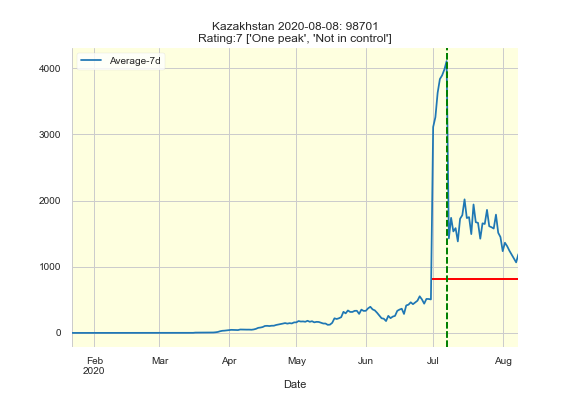 Kazakhstan 2020-08-08: 98701
Rating:7 ['One peak', 'Not in control']
Average-7d
4000
3000
2000
1000
0
Feb
2020
Mar
Apr
May
Jun
Jul
Aug
Date